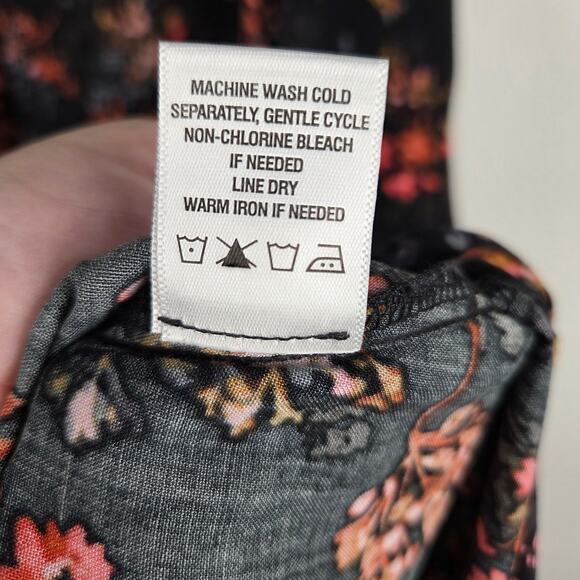 MACHINE WASH COLD
SEPARATELY, GENTLE CYCLE
NON-CHLORINE BLEACH
IF NEEDED
LINE DRY
WARM IRON IF NEEDED